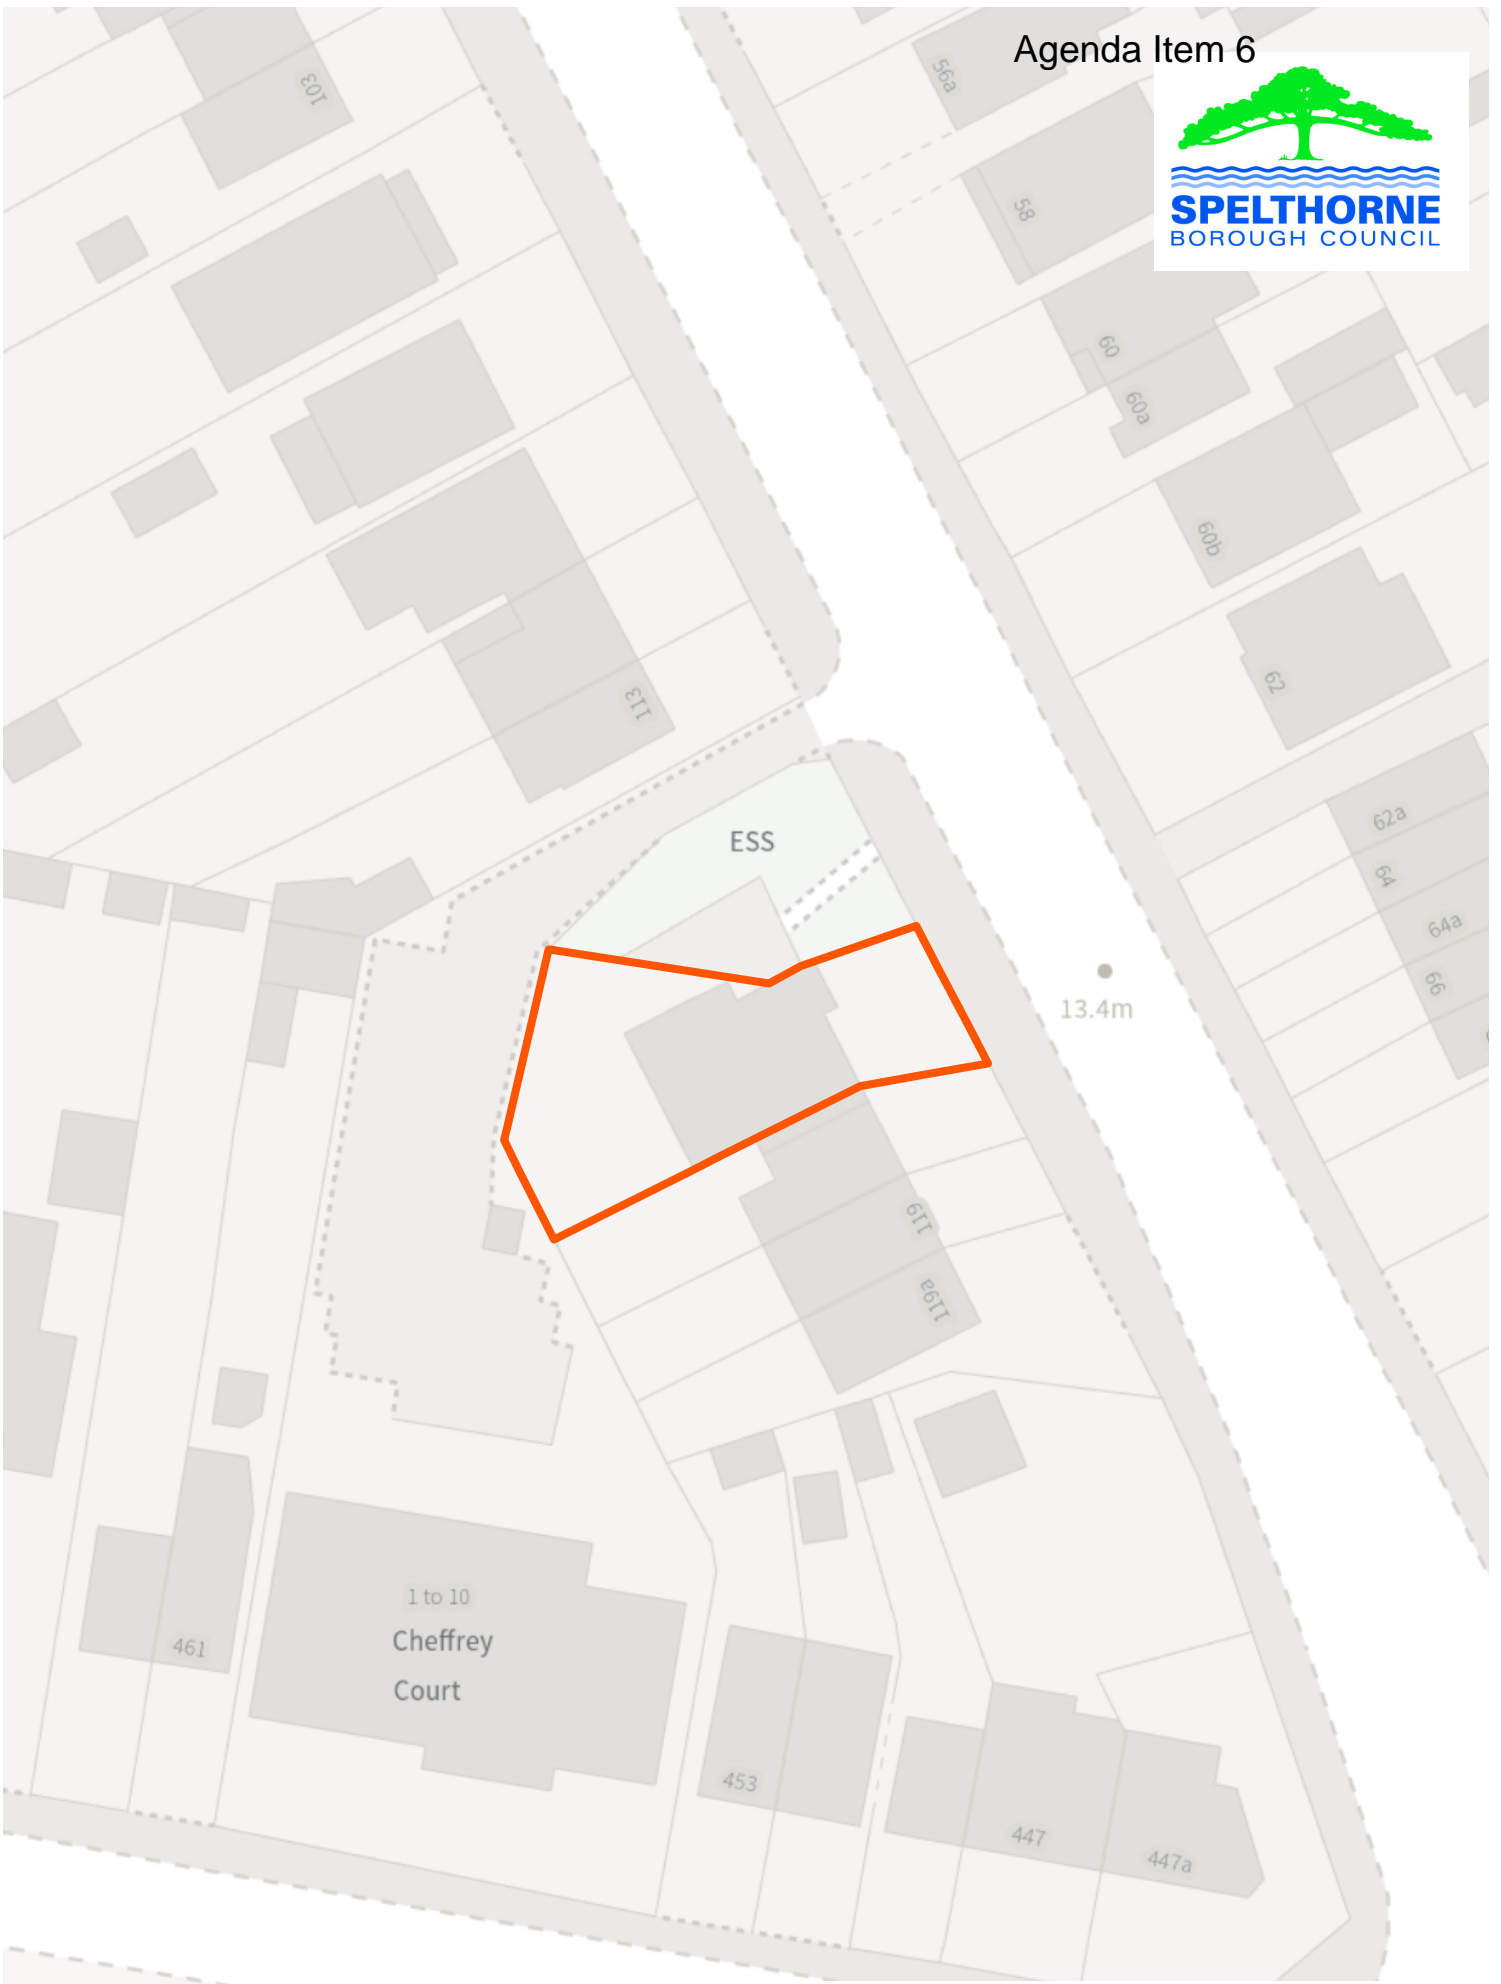 Agenda Item 6
SPELTHORNE
BOROUGH COUNCIL
103
56a
58
60
60a
60b
62
113
62a
64
64a
66
ESS
13.4m
119
119a
1 to 10
Cheffrey
Court
461
453
447
447a